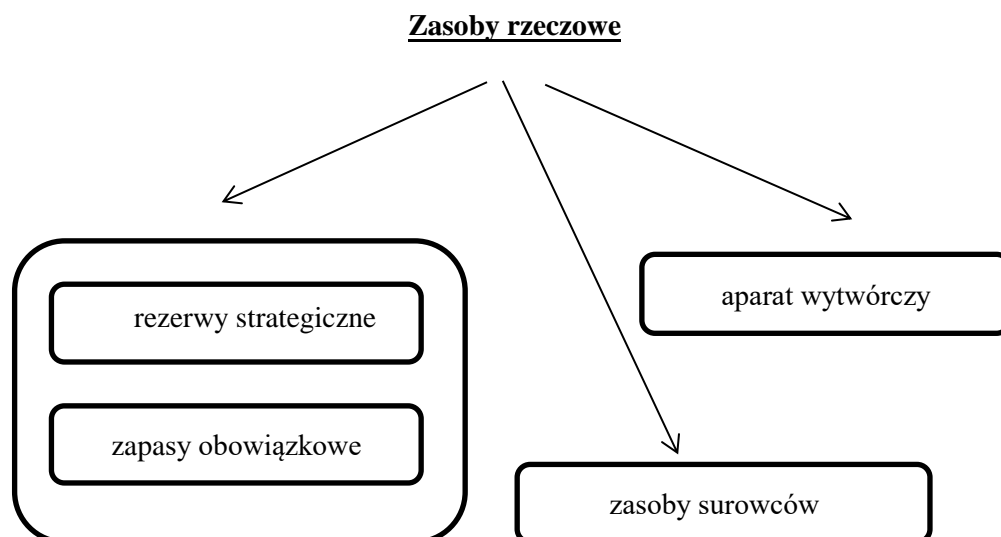 Zasoby rzeczowe
rezerwy strategiczne
zapasy obowiązkowe
aparat wytwórczy
zasoby surowców